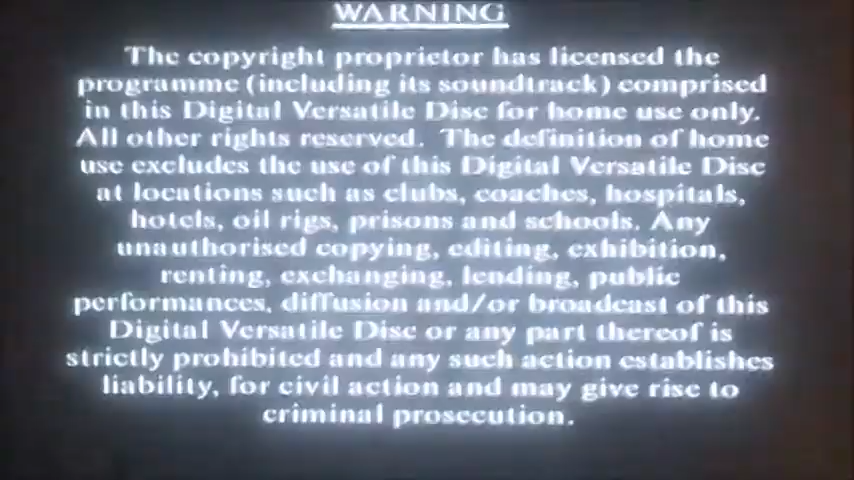 WARNING
The copyright proprietor has licensed the
programme (including its soundtrack) comprised
in this Digital Versatile Disc for home use only.
All other rights reserved. The definition of home
use excludes the use of this Digital Versatile Disc
at locations such as clubs, coaches, hospitals,
hotels, oil rigs, prisons and schools. Any
unauthorised copying, editing, exhibition,
renting, exchanging, lending, public
performances, diffusion and/or broadcast of this
Digital Versatile Disc or any part thereof is
strictly prohibited and any such action establishes
liability, for civil action and may give rise to
criminal prosecution.